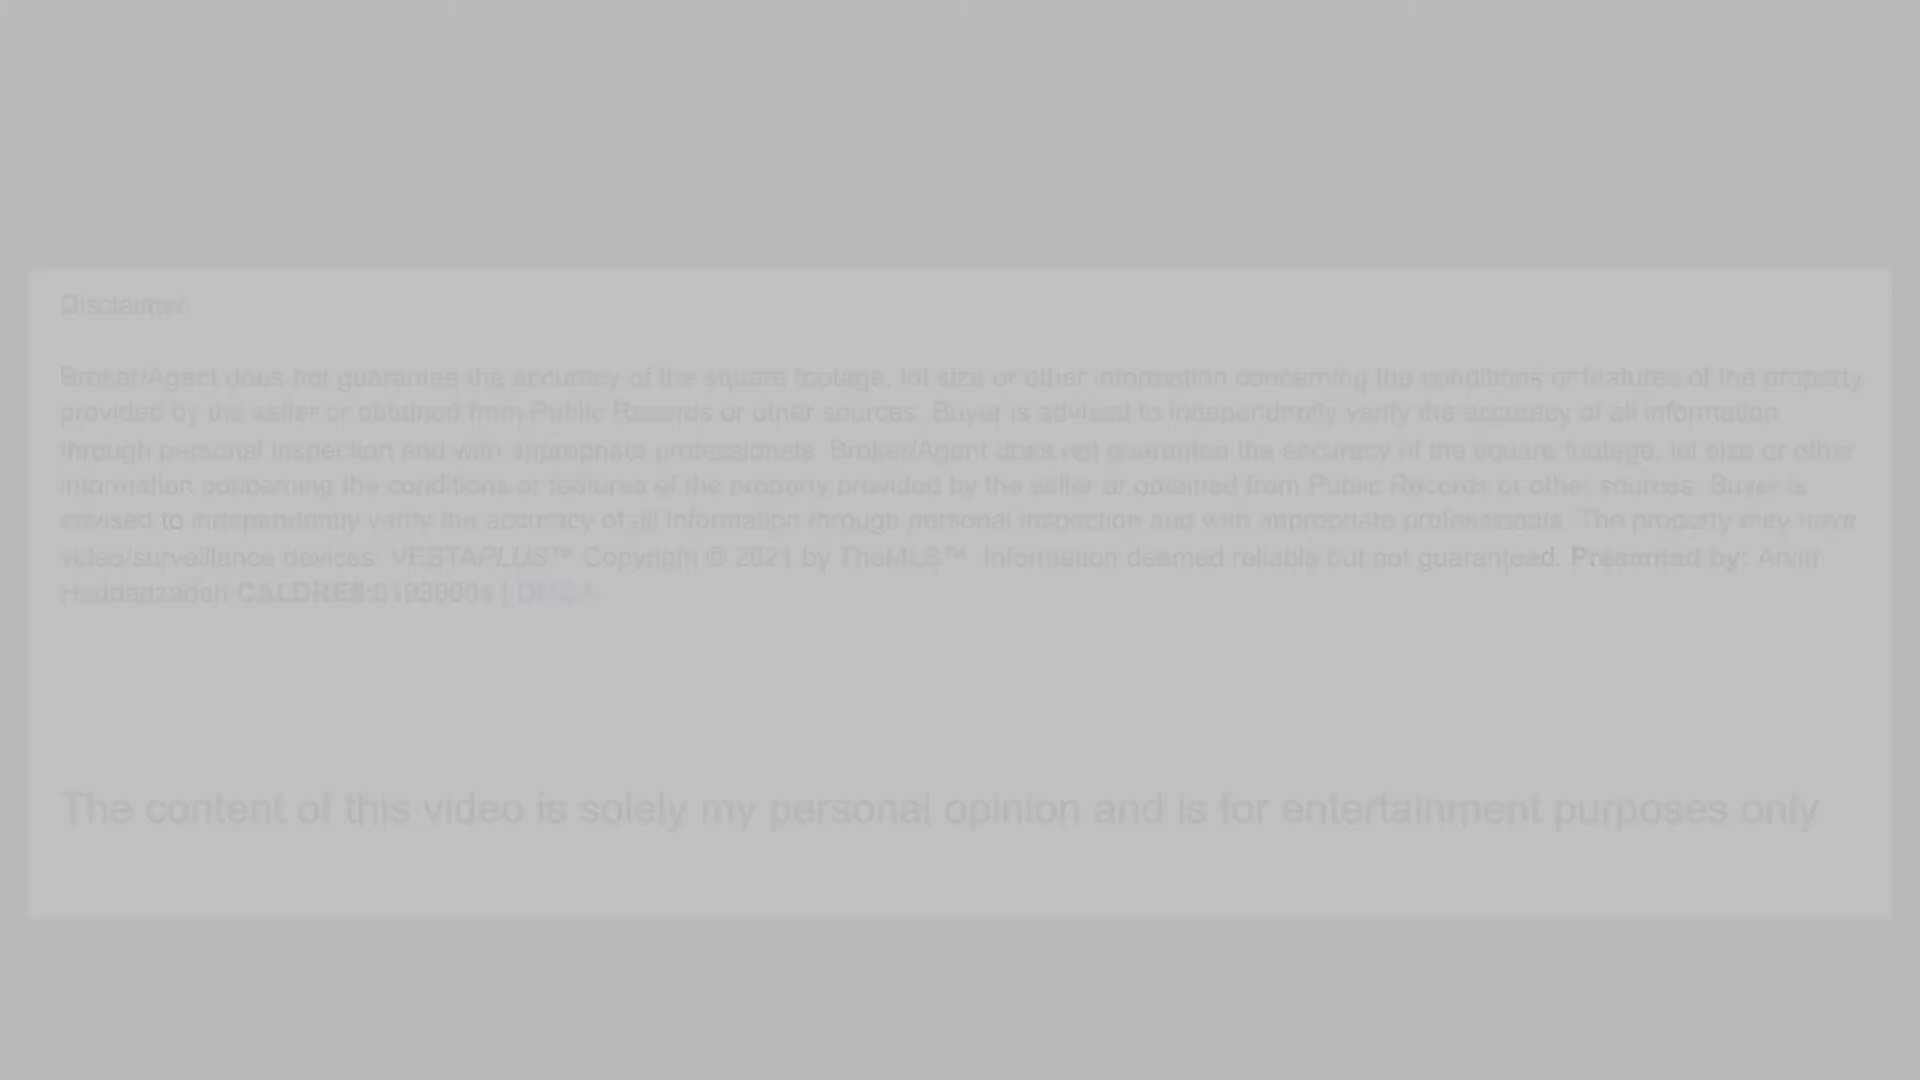 Disclaimer
Broker/Agent does not guarantee the accuracy of the square footage, lot size or other information concerning the conditions or features of the property
provided by the seller or obtained from Public Records or other sources. Buyer is advised to independently verify the accuracy of all information
through personal inspection and with appropriate professionals. Broker/Agent does not guarantee the accuracy of the square footage, lot size or other
information concerning the conditions or features of the property provided by the seller or obtained from Public Records or other sources. Buyer is
advised to independently verify the accuracy of all information through personal inspection and with appropriate professionals. The property may have
video/surveillance devices. VESTAPLUS™ Copyright © 2021 by TheMLS™. Information deemed reliable but not guaranteed. Presented by: Arvin
CALDRE#
The content of this video is solely my personal opinion and is for entertainment purposes only